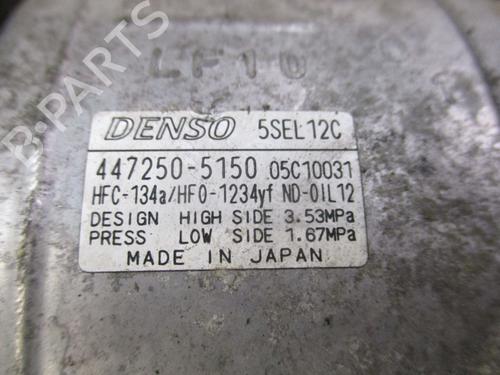 B-PARTS
LF10
DENSO 5SEL12C
447250-5150 05C10031
HFC-134a/HFO-1234yf ND-OIL12
DESIGN HIGH SIDE 3.53MPa
PRESS LOW SIDE 1.67MPa
MADE IN JAPAN